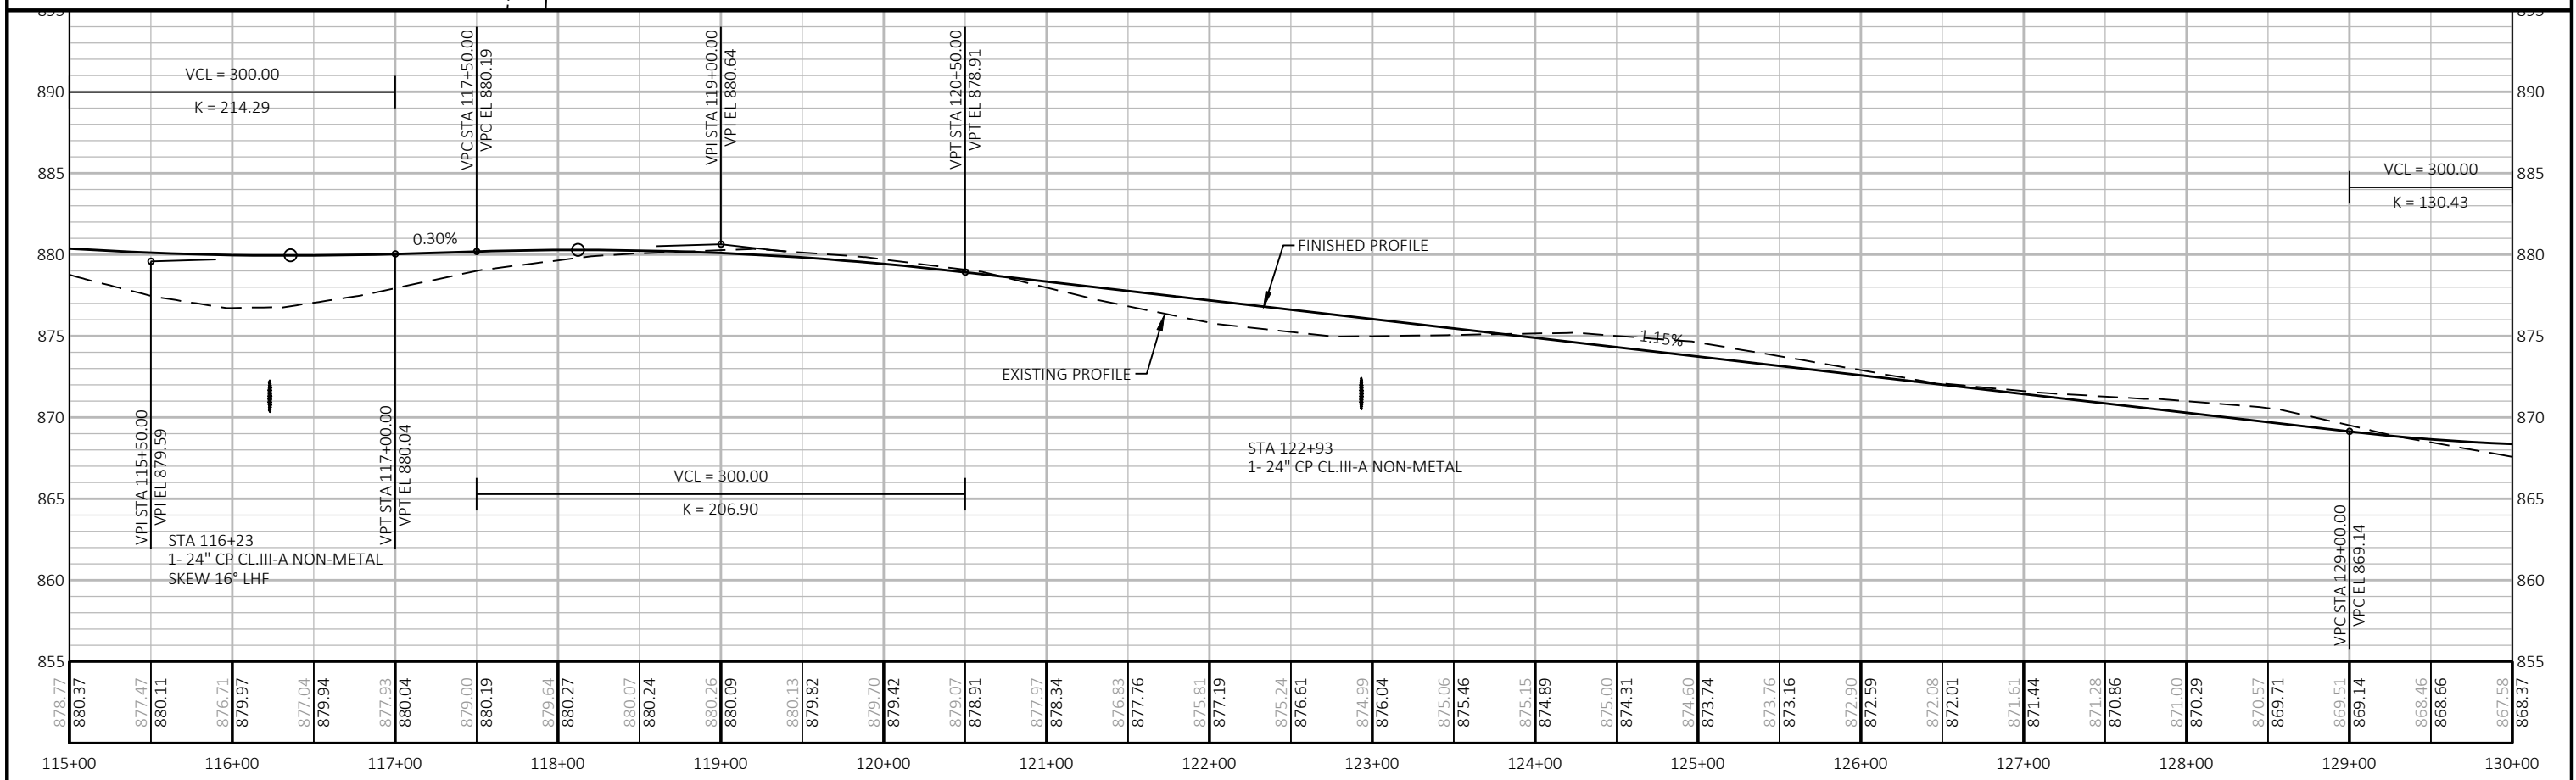 895
895
VCL = 300.00
K = 214.29
VPC STA 117+50.00
VPC EL 880.19
VPI STA 119+00.00
VPI EL 880.64
VPT STA 120+50.00
VPT EL 878.91
890
890
885
885
VCL = 300.00
K = 130.43
880
0.30%
880
FINISHED PROFILE
875
-1.15%
875
EXISTING PROFILE
870
870
VPI STA 115+50.00
VPI EL 879.59
VPT STA 117+00.00
VPT EL 880.04
STA 122+93
1- 24" CP CL.III-A NON-METAL
VCL = 300.00
K = 206.90
865
865
STA 116+23
1- 24" CP CL.III-A NON-METAL
SKEW 16° LHF
VPC STA 129+00.00
VPC EL 869.14
860
860
855
855
878.77 880.37
877.47 880.11
876.71 879.97
877.04 879.94
877.93 880.04
879.00 880.19
879.64 880.27
880.07 880.24
880.26 880.09
880.13 879.82
879.70 879.42
879.07 878.91
877.97 878.34
876.83 877.76
875.81 877.19
875.24 876.61
874.99 876.04
875.06 875.46
875.15 874.89
875.00 874.31
874.60 873.74
873.76 873.16
872.90 872.59
872.08 872.01
871.61 871.44
871.28 870.86
871.00 870.29
870.57 869.71
869.51 869.14
868.46 868.66
867.58 868.37
115+00 116+00 117+00 118+00 119+00 120+00 121+00 122+00 123+00 124+00 125+00 126+00 127+00 128+00 129+00 130+00